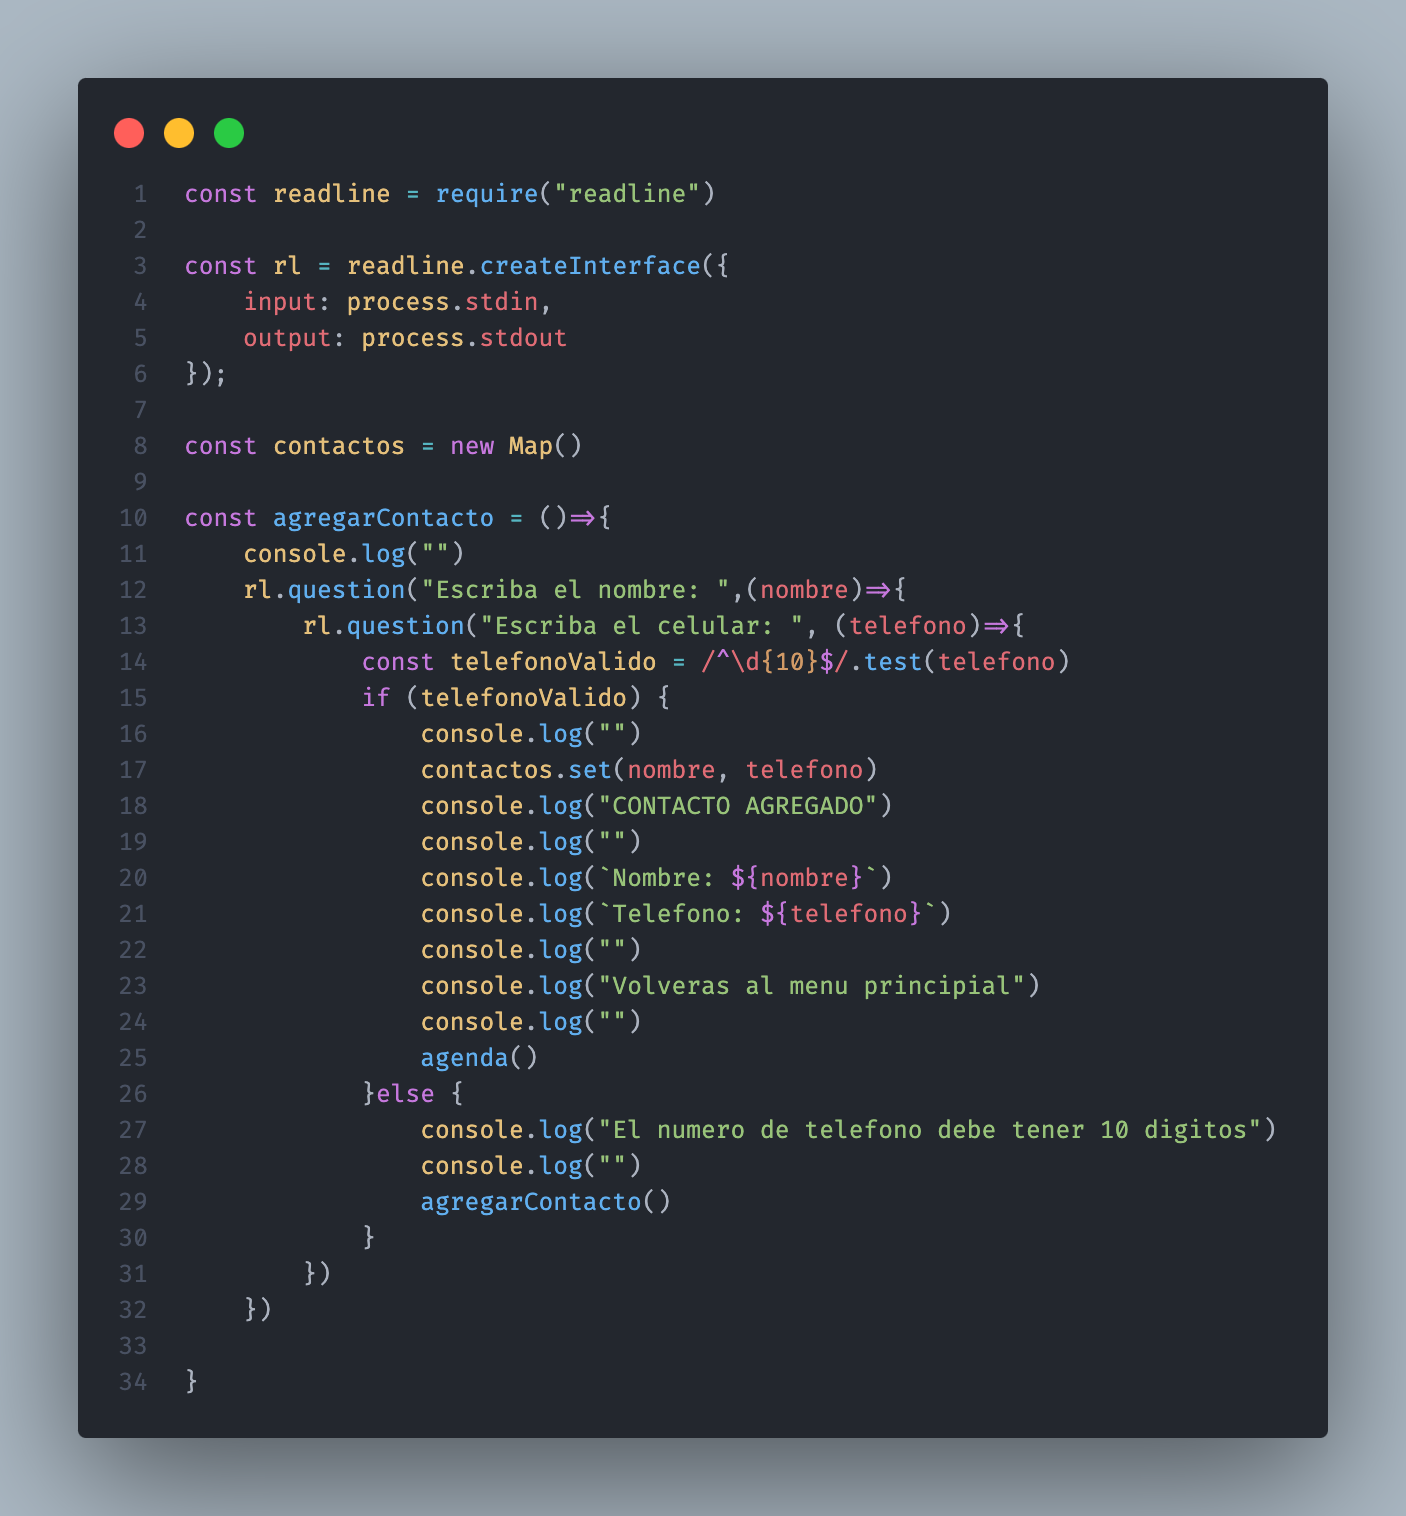 1 const readline = require("readline")
2
3 const rl = readline.createInterface({
4     input: process.stdin,
5     output: process.stdout
6 });
7
8 const contactos = new Map()
9
10 const agregarContacto = ()=>{
11     console.log("")
12     rl.question("Escriba el nombre: ",(nombre)=>{
13         rl.question("Escriba el celular: ", (telefono)=>{
14             const telefonoValido = /^\d{10}$/.test(telefono)
15             if (telefonoValido) {
16                 console.log("")
17                 contactos.set(nombre, telefono)
18                 console.log("CONTACTO AGREGADO")
19                 console.log("")
20                 console.log(`Nombre: ${nombre}`)
21                 console.log(`Telefono: ${telefono}`)
22                 console.log("")
23                 console.log("Volveras al menu principial")
24                 console.log("")
25                 agenda()
26             }else {
27                 console.log("El numero de telefono debe tener 10 digitos")
28                 console.log("")
29                 agregarContacto()
30             }
31         })
32     })
33
34 }